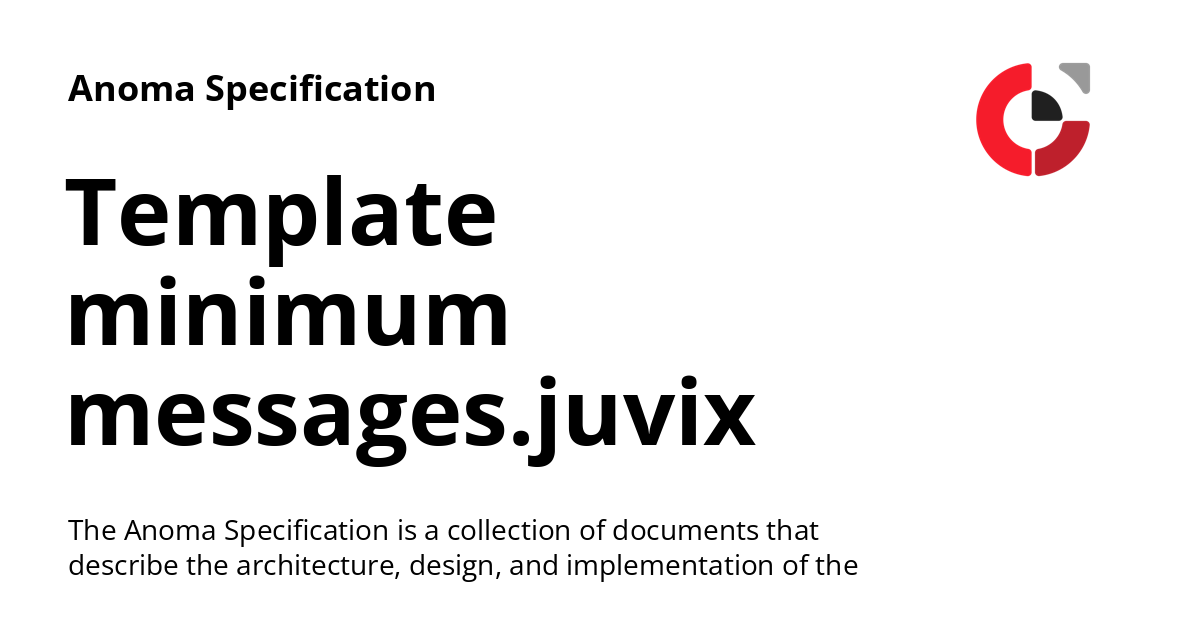 Anoma Specification
Template
minimum
messages.juvix
The Anoma Specification is a collection of documents that
describe the architecture, design, and implementation of the